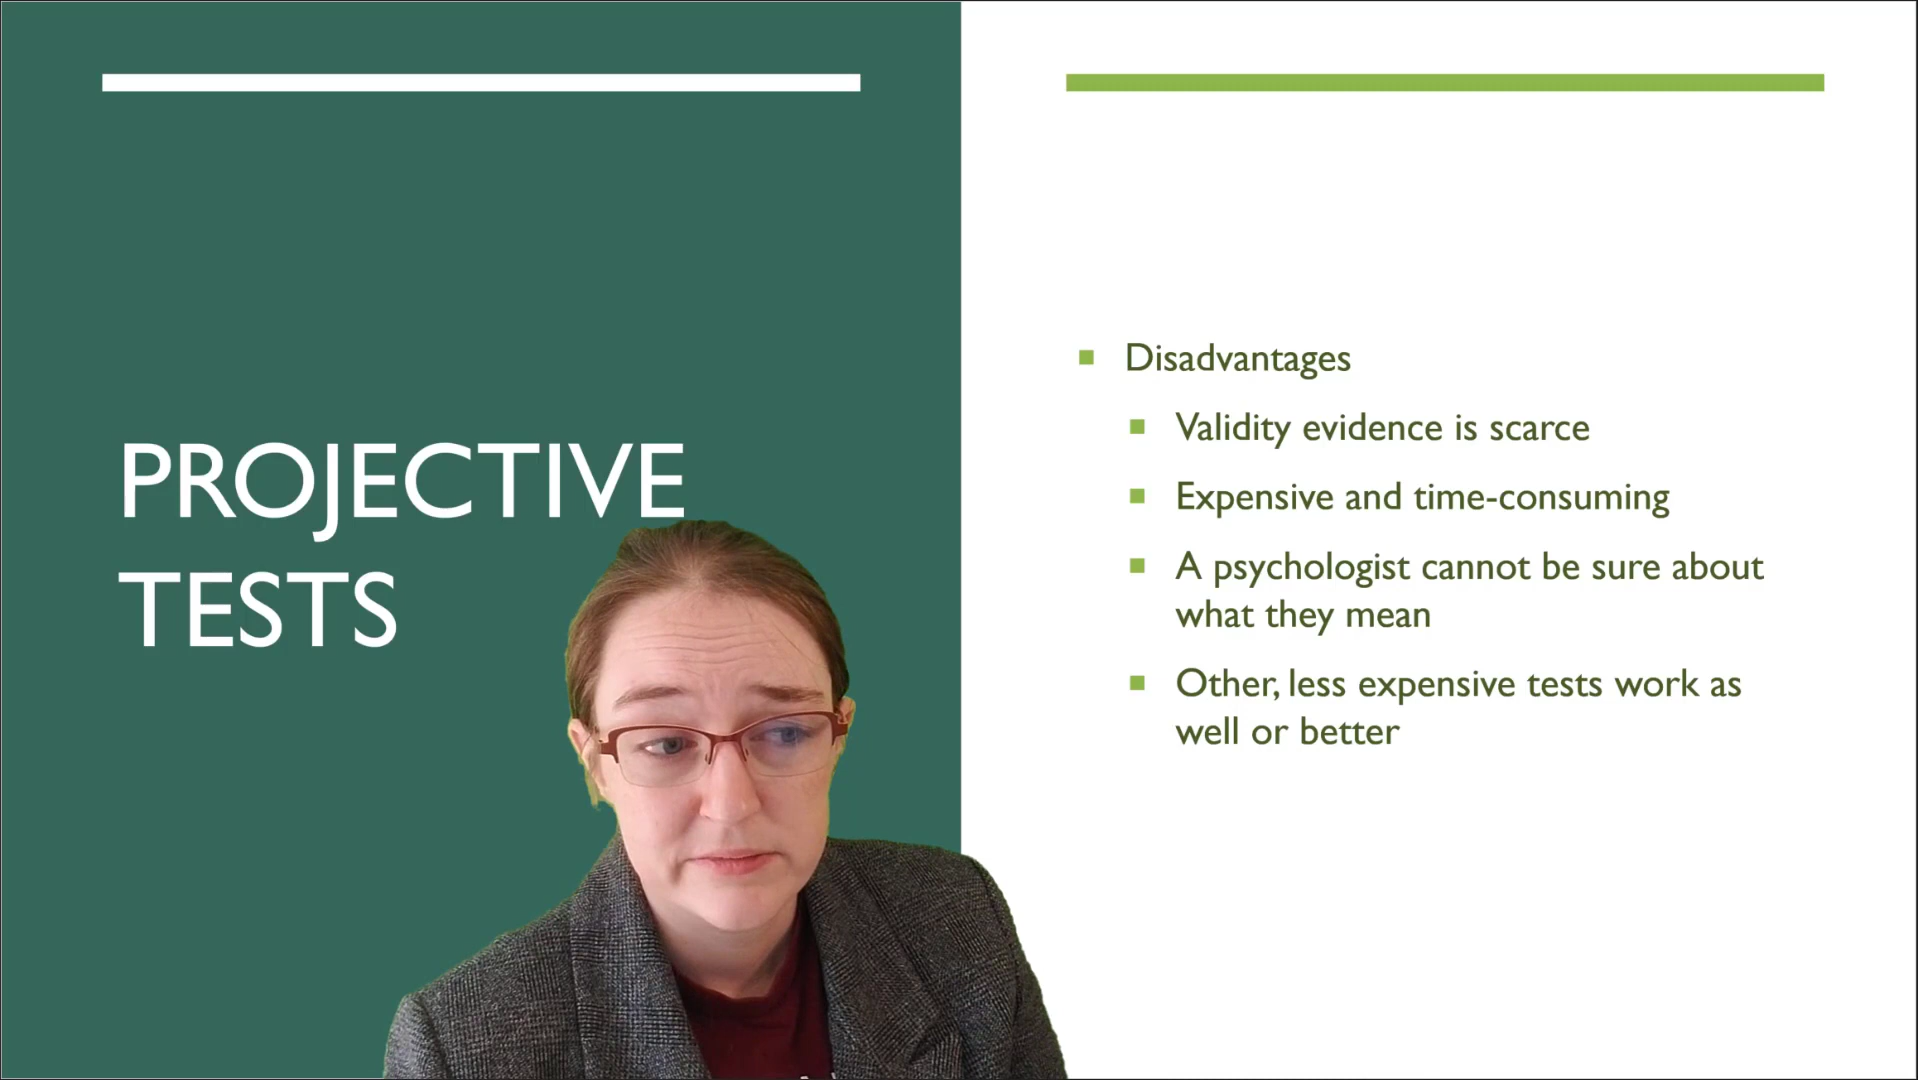 PROJECTIVE
TESTS
Disadvantages
Validity evidence is scarce
Expensive and time-consuming
A psychologist cannot be sure about
what they mean
Other, less expensive tests work as
well or better